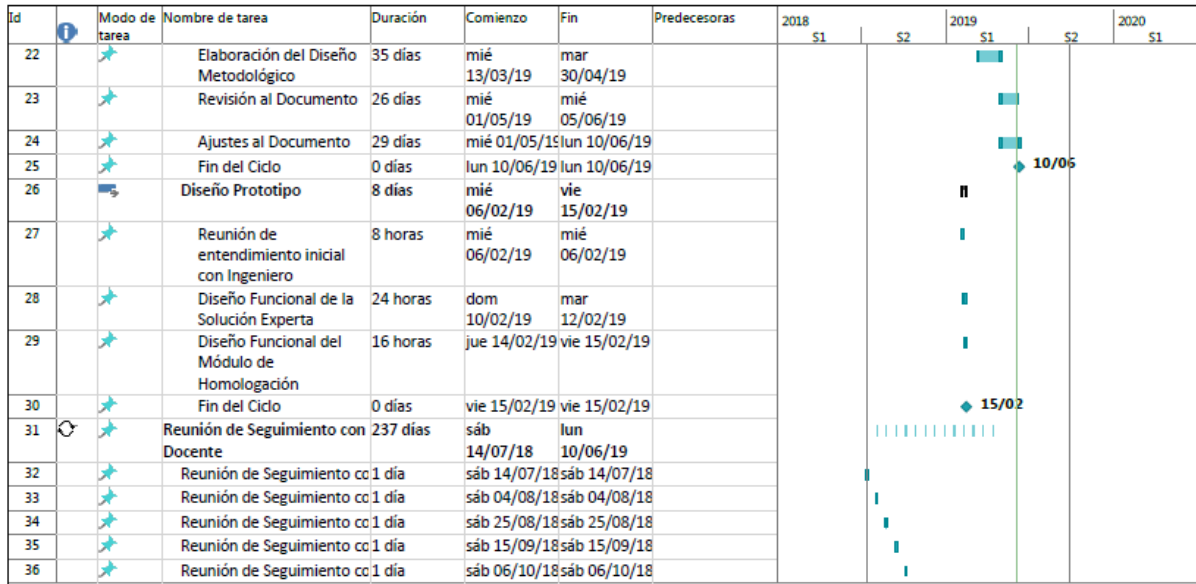 Id Modo de Nombre de tarea Duración Comienzo Fin Predecesoras 2018 2019 2020
tarea S1 S2 S1 S2 S1
22 Elaboración del Diseño 35 días mié mar
Metodológico 13/03/19 30/04/19
23 Revisión al Documento 26 días mié mié
01/05/19 05/06/19
24 Ajustes al Documento 29 días mié 01/05/19 lun 10/06/19
25 Fin del Ciclo 0 días lun 10/06/19 lun 10/06/19 10/06
26 Diseño Prototipo 8 días mié vie
06/02/19 15/02/19
27 Reunión de 8 horas mié mié
entendimiento inicial 06/02/19 06/02/19
con Ingeniero
28 Diseño Funcional de la 24 horas dom mar
Solución Experta 10/02/19 12/02/19
29 Diseño Funcional del 16 horas jue 14/02/19 vie 15/02/19
Módulo de
Homologación
30 Fin del Ciclo 0 días vie 15/02/19 vie 15/02/19 15/02
31 Reunión de Seguimiento con 237 días sáb lun
Docente 14/07/18 10/06/19
32 Reunión de Seguimiento co 1 día sáb 14/07/18 sáb 14/07/18
33 Reunión de Seguimiento co 1 día sáb 04/08/18 sáb 04/08/18
34 Reunión de Seguimiento co 1 día sáb 25/08/18 sáb 25/08/18
35 Reunión de Seguimiento co 1 día sáb 15/09/18 sáb 15/09/18
36 Reunión de Seguimiento co 1 día sáb 06/10/18 sáb 06/10/18